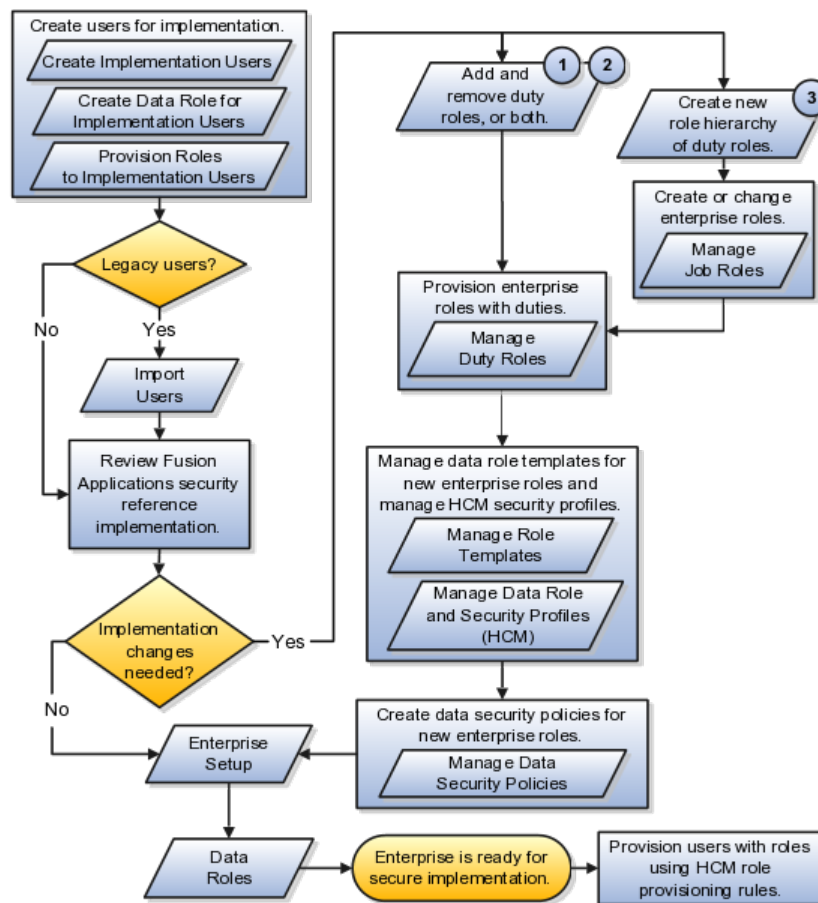 Create users for implementation.
Create Implementation Users
Create Data Role for
Implementation Users
Provision Roles
to Implementation Users
Legacy users?
No
Yes
Import
Users
Review Fusion
Applications security
reference
implementation.
Implementation
changes
needed?
Yes
No
1
2
Add and
remove duty
roles, or both.
3
Create new
role hierarchy
of duty roles.
Create or change
enterprise roles.
Manage
Job Roles
Provision enterprise
roles with duties.
Manage
Duty Roles
Manage data role templates for
new enterprise roles and
manage HCM security profiles.
Manage Role
Templates
Manage Data Role
and Security Profiles
(HCM)
Create data security policies for
new enterprise roles.
Manage Data
Security Policies
Enterprise
Setup
Data
Roles
Enterprise is ready for
secure implementation.
Provision users with roles
using HCM role
provisioning rules.